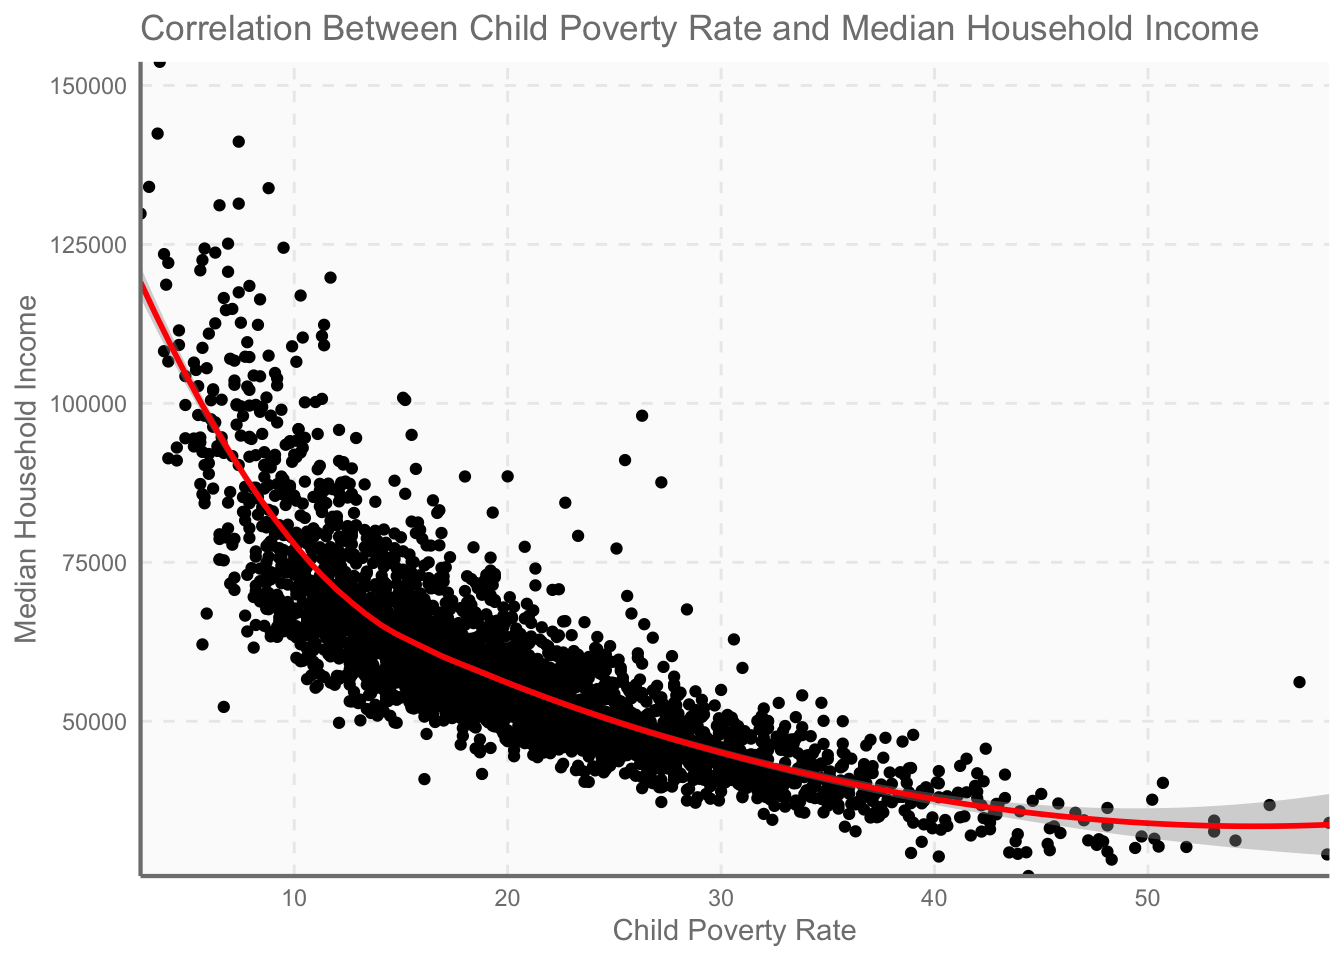 Correlation Between Child Poverty Rate and Median Household Income
150000
125000
100000
75000
50000
Median Household Income
10 20 30 40 50
Child Poverty Rate